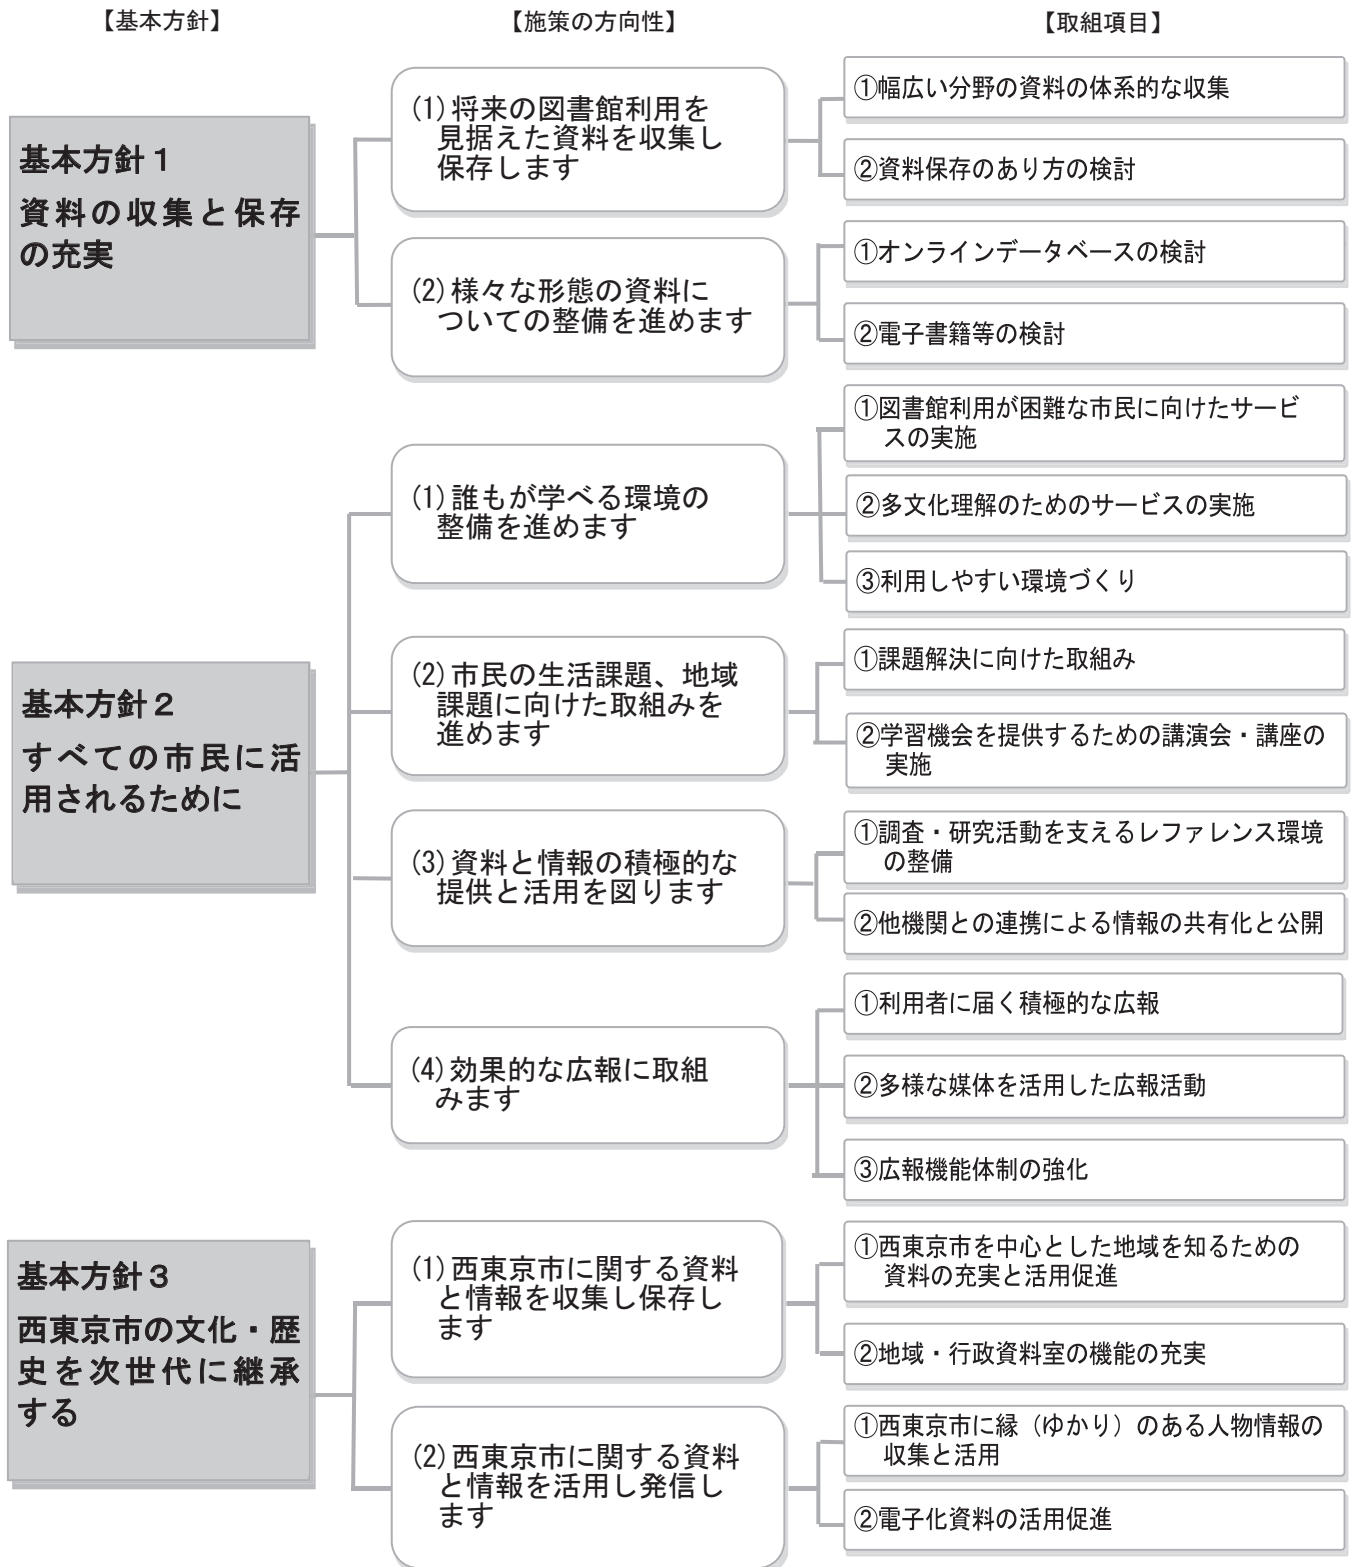 【基本方針】
【施策の方向性】
【取組項目】
基本方針１
資料の収集と保存
の充実
(1)将来の図書館利用を
見据えた資料を収集し
保存します
①幅広い分野の資料の体系的な収集
②資料保存のあり方の検討
(2)様々な形態の資料に
ついての整備を進めます
①オンラインデータベースの検討
②電子書籍等の検討
基本方針２
すべての市民に活
用されるために
(1)誰もが学べる環境の
整備を進めます
①図書館利用が困難な市民に向けたサービ
スの実施
②多文化理解のためのサービスの実施
③利用しやすい環境づくり
(2)市民の生活課題、地域
課題に向けた取組みを
進めます
①課題解決に向けた取組み
②学習機会を提供するための講演会・講座の
実施
(3)資料と情報の積極的な
提供と活用を図ります
①調査・研究活動を支えるレファレンス環境
の整備
②他機関との連携による情報の共有化と公開
(4)効果的な広報に取組
みます
①利用者に届く積極的な広報
②多様な媒体を活用した広報活動
③広報機能体制の強化
基本方針３
西東京市の文化・歴
史を次世代に継承
する
(1)西東京市に関する資料
と情報を収集し保存し
ます
①西東京市を中心とした地域を知るための
資料の充実と活用促進
②地域・行政資料室の機能の充実
(2)西東京市に関する資料
と情報を活用し発信し
ます
①西東京市に縁（ゆかり）のある人物情報の
収集と活用
②電子化資料の活用促進